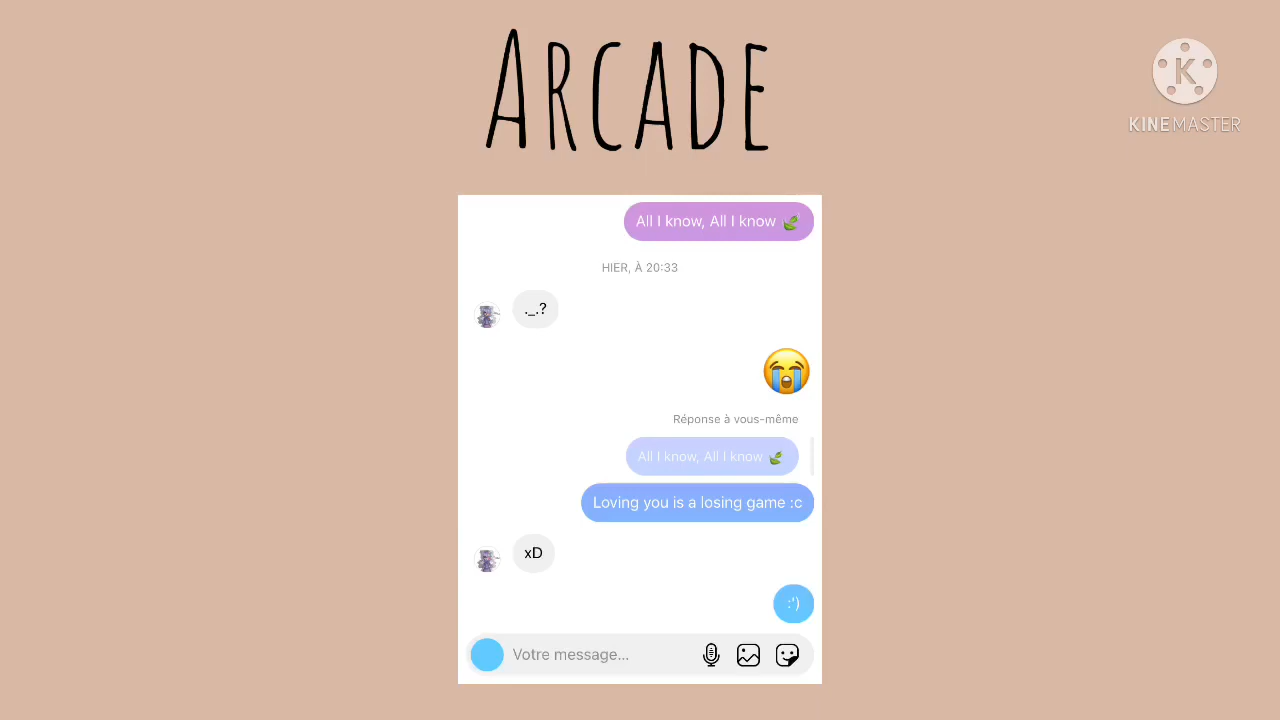 ARCADE
K
KINEMASTER
All I know, All I know 🍃
HIER, À 20:33
._.?
😭
Réponse à vous-même
All I know, All I know 🍃
Loving you is a losing game :c
xD
:')
Votre message...